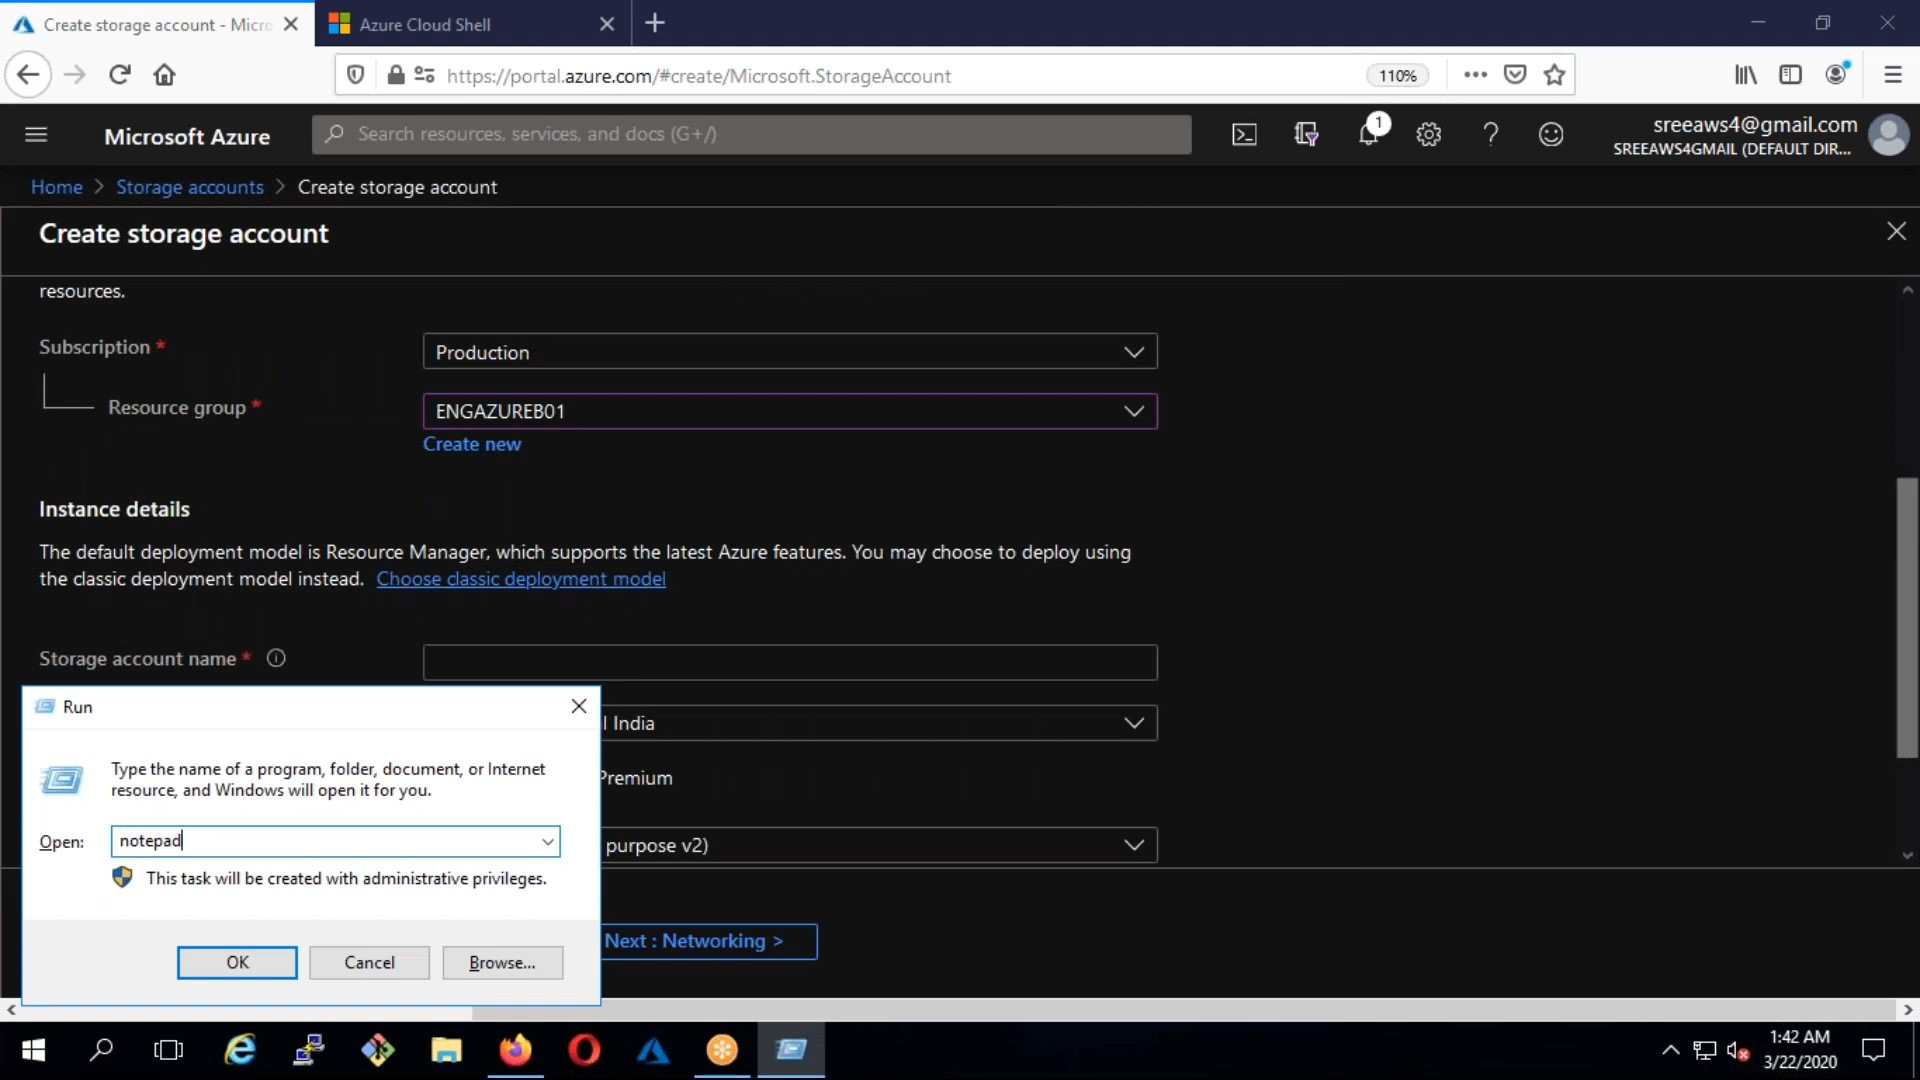 Create storage account - Micro
Azure Cloud Shell
https://portal.azure.com/#create/Microsoft.StorageAccount
110%
Microsoft Azure
Search resources, services, and docs (G+/)
1
sreeaws4@gmail.com
SREEAWS4GMAIL (DEFAULT DIR...
Home > Storage accounts > Create storage account
Create storage account
resources.
Subscription *
Production
Resource group *
ENGAZUREB01
Create new
Instance details
The default deployment model is Resource Manager, which supports the latest Azure features. You may choose to deploy using
the classic deployment model instead. Choose classic deployment model
Storage account name *
Run
l India
Type the name of a program, folder, document, or Internet
resource, and Windows will open it for you.
Premium
Open:
notepad
purpose v2)
This task will be created with administrative privileges.
Next : Networking >
OK
Cancel
Browse...
1:42 AM
3/22/2020